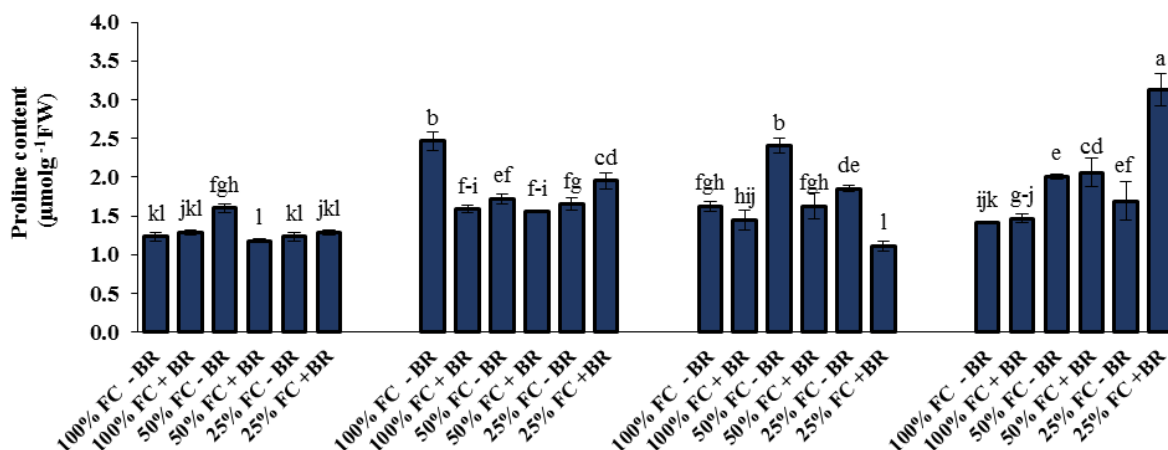 4.0
3.5
3.0
2.5
2.0
1.5
1.0
0.5
0.0
Proline content
(µmolg -1FW)
kl jkl fgh l kl jkl
b f-i ef f-i fg cd
fgh hij b fgh de l
ijk g-j e cd ef a
100% FC - BR
100% FC + BR
50% FC - BR
50% FC + BR
25% FC - BR
25% FC +BR
100% FC - BR
100% FC + BR
50% FC - BR
50% FC + BR
25% FC - BR
25% FC +BR
100% FC - BR
100% FC + BR
50% FC - BR
50% FC + BR
25% FC - BR
25% FC +BR
100% FC - BR
100% FC + BR
50% FC - BR
50% FC + BR
25% FC - BR
25% FC +BR